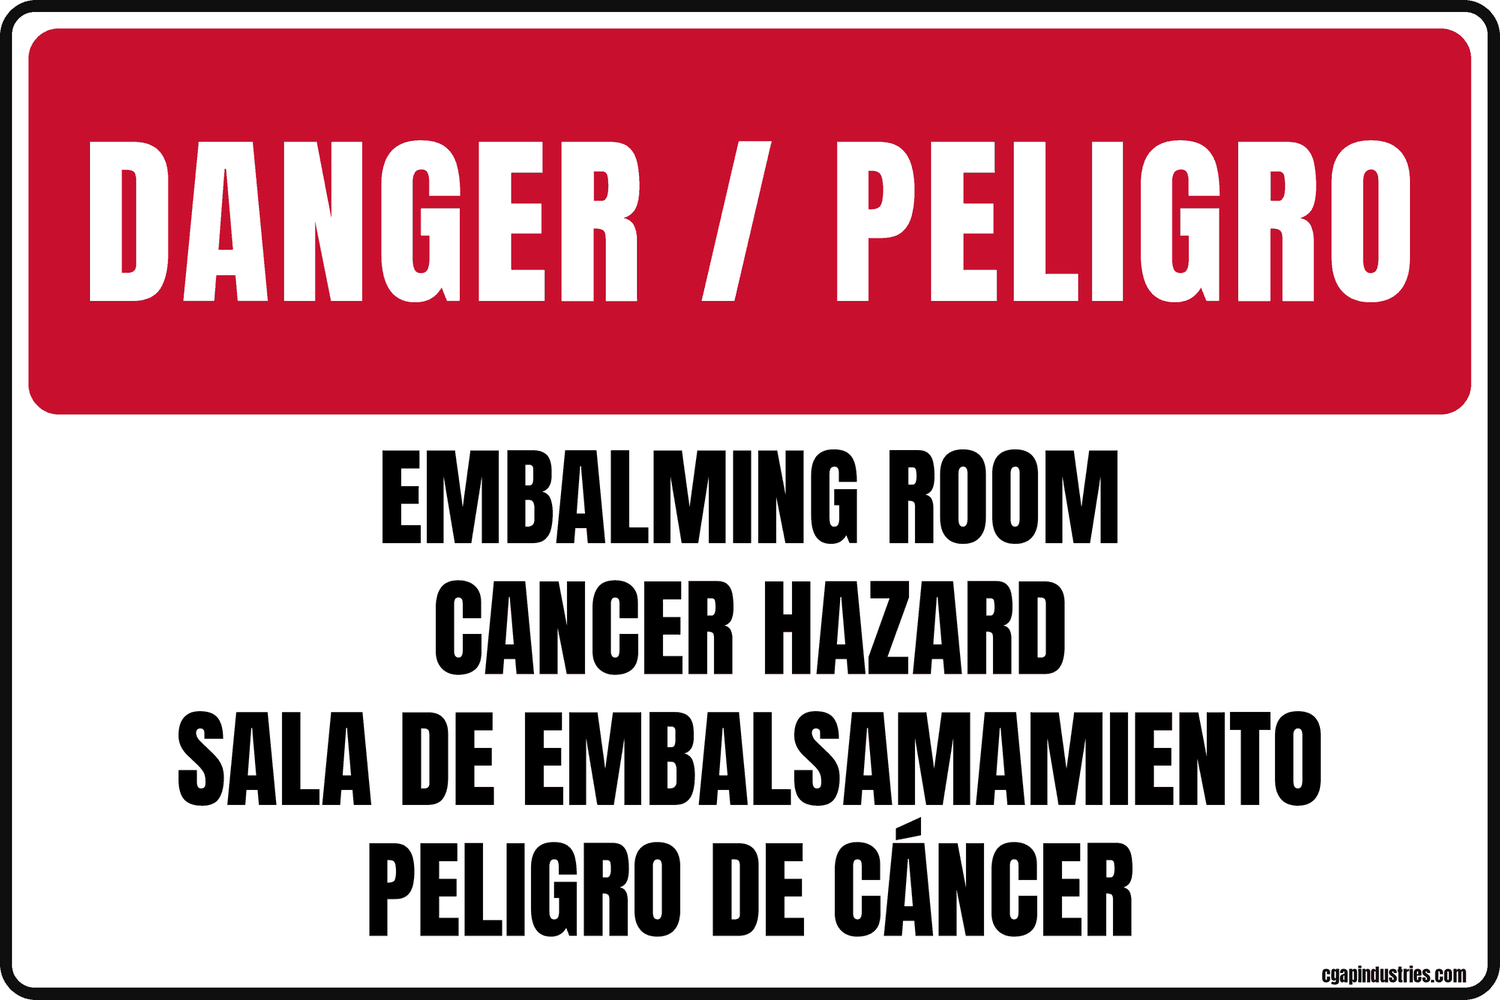 DANGER / PELIGRO
EMBALMING ROOM
CANCER HAZARD
SALA DE EMBALSAMAMIENTO
PELIGRO DE CÁNCER
cgapindustries.com